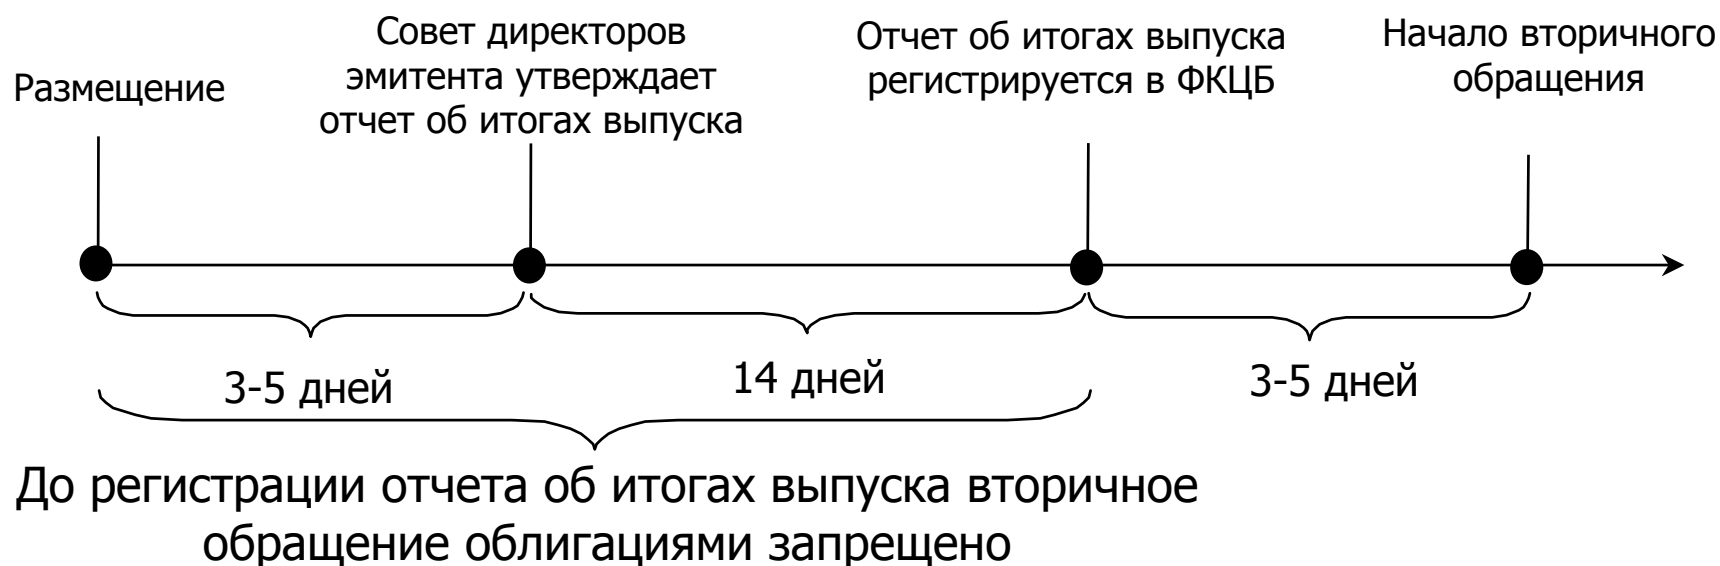 Размещение
Совет директоров
эмитента утверждает
отчет об итогах выпуска
Отчет об итогах выпуска
регистрируется в ФКЦБ
Начало вторичного
обращения
3-5 дней
14 дней
3-5 дней
До регистрации отчета об итогах выпуска вторичное
обращение облигациями запрещено